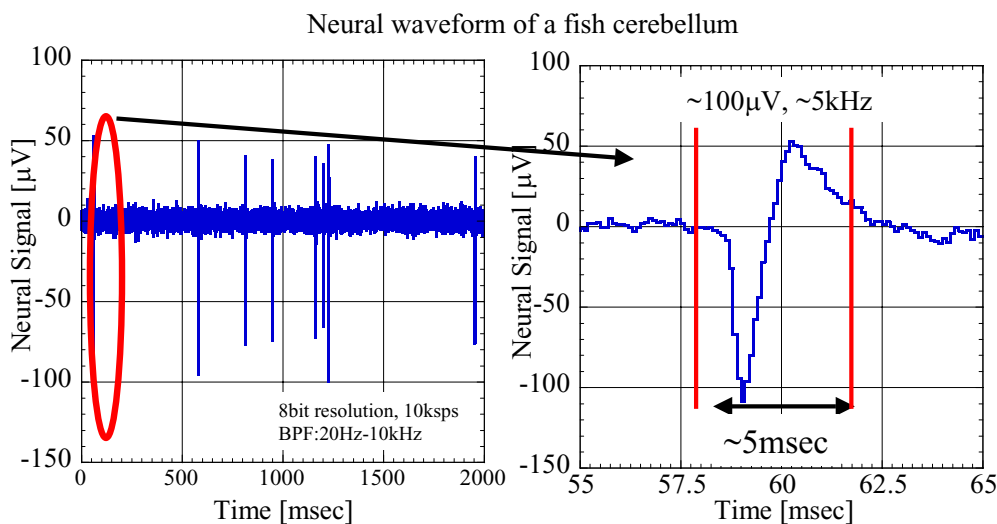 Neural waveform of a fish cerebellum
100
50
0
-50
-100
-150
Neural Signal [μV]
8bit resolution, 10ksps
BPF:20Hz-10kHz
0
500
1000
1500
2000
Time [msec]
100
50
0
-50
-100
-150
Neural Signal [μV]
~100μV, ~5kHz
~5msec
55
57.5
60
62.5
65
Time [msec]